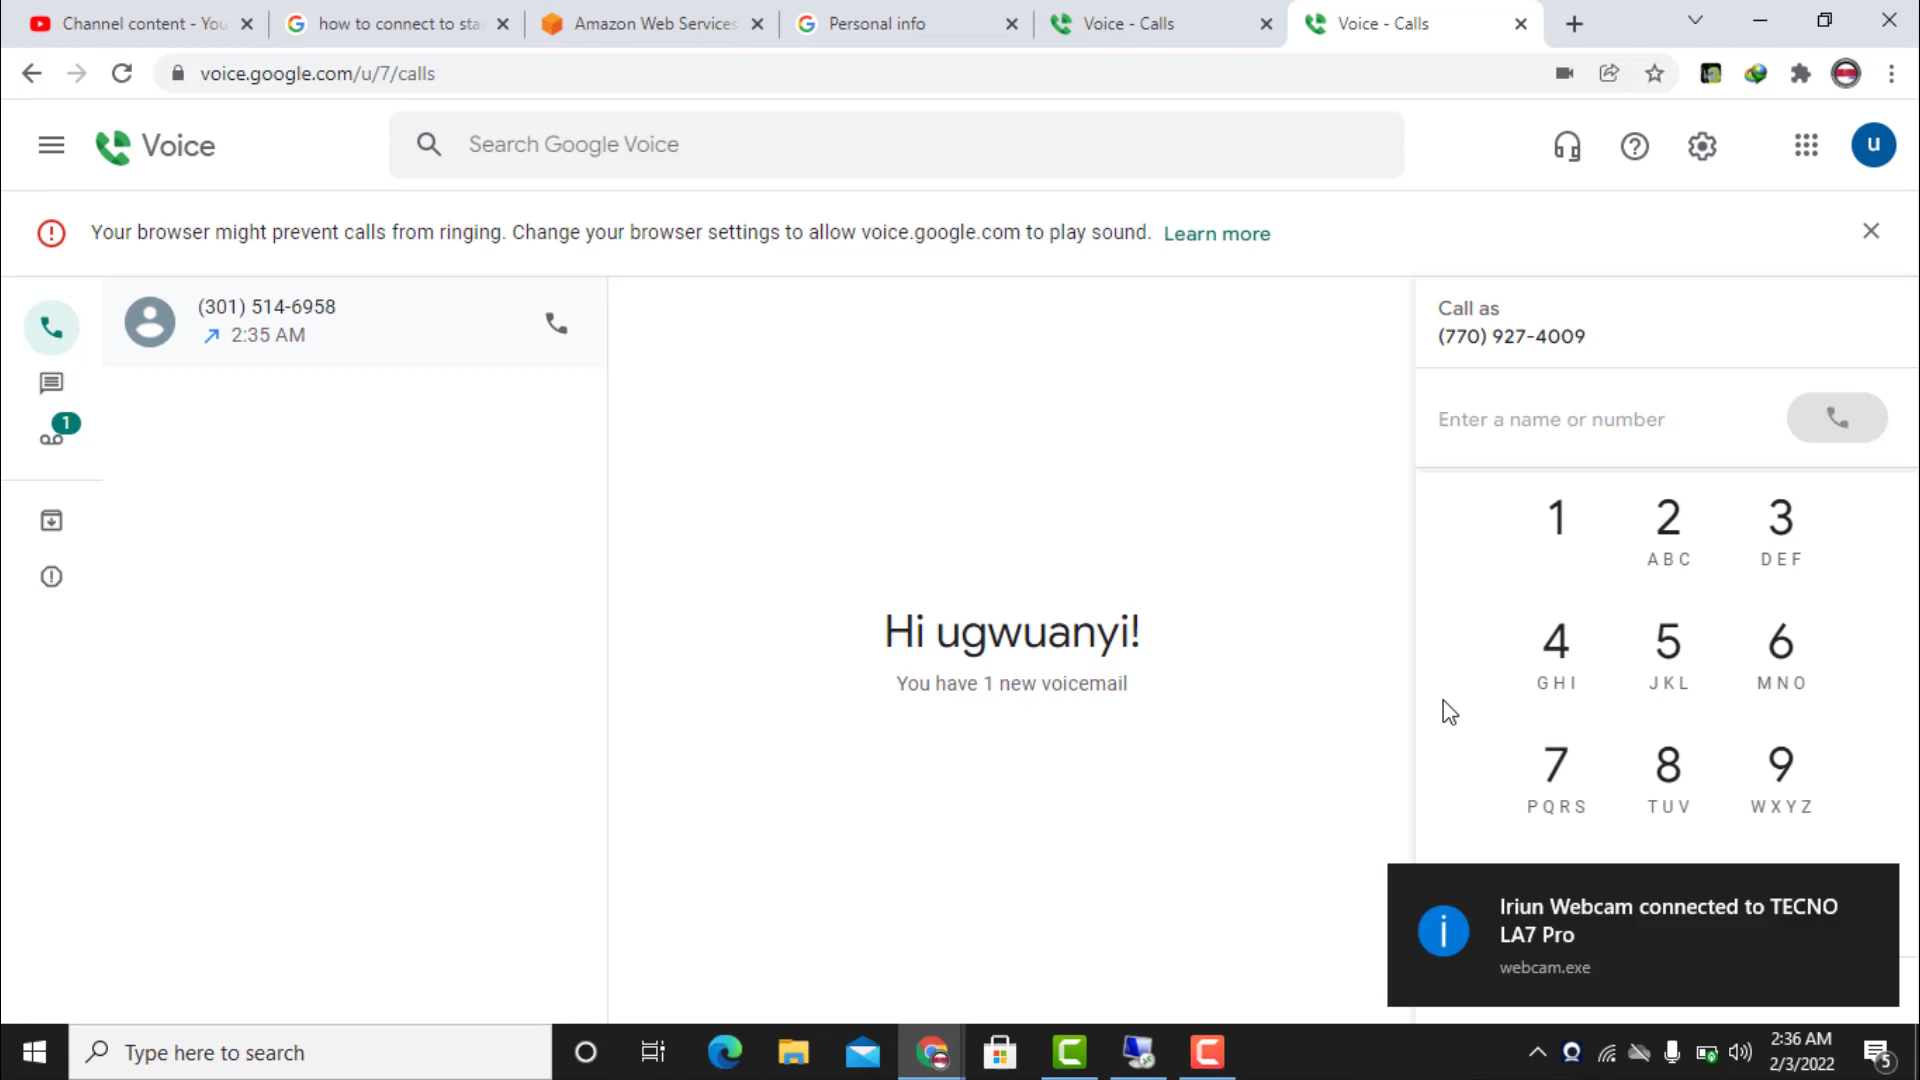 Channel content - You
how to connect to sta
Amazon Web Services
Personal info
Voice - Calls
Voice - Calls
voice.google.com/u/7/calls
Voice
Search Google Voice
u
Your browser might prevent calls from ringing. Change your browser settings to allow voice.google.com to play sound. Learn more
(301) 514-6958
2:35 AM
1
Call as
(770) 927-4009
Enter a name or number
1 2 3
ABC DEF
4 5 6
GHI JKL MNO
7 8 9
PQRS TUV WXYZ
Hi ugwuanyi!
You have 1 new voicemail
Iriun Webcam connected to TECNO
LA7 Pro
webcam.exe
Type here to search
2:36 AM
2/3/2022
5